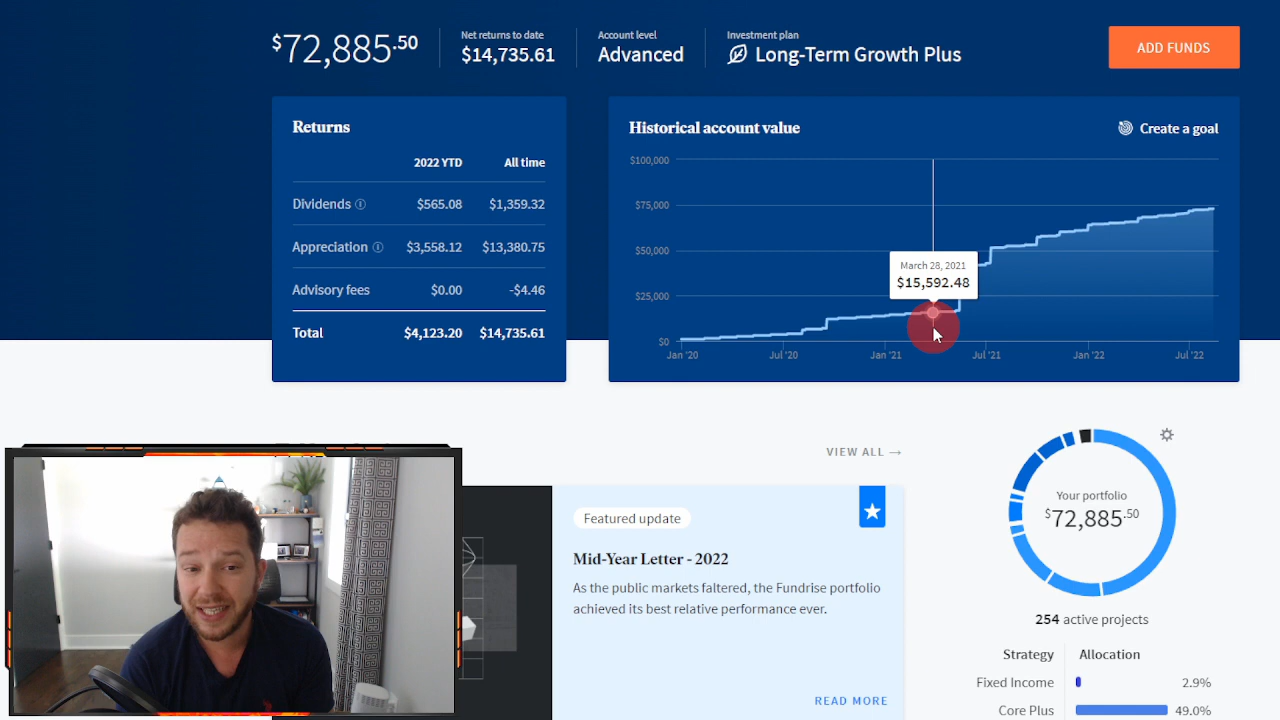 $72,885.50
Net returns to date
$14,735.61
Account level
Advanced
Investment plan
Long-Term Growth Plus
ADD FUNDS
Returns
2022 YTD All time
Dividends $565.08 $1,359.32
Appreciation $3,558.12 $13,380.75
Advisory fees $0.00 -$4.46
Total $4,123.20 $14,735.61
Historical account value
Create a goal
$100,000
$75,000
$50,000
$25,000
$0
March 28, 2021
$15,592.48
Jan '20 Jul '20 Jan '21 Jul '21 Jan '22 Jul '22
VIEW ALL →
Featured update
Mid-Year Letter - 2022
As the public markets faltered, the Fundrise portfolio
achieved its best relative performance ever.
READ MORE
Your portfolio
$72,885.50
254 active projects
Strategy Allocation
Fixed Income 2.9%
Core Plus 49.0%